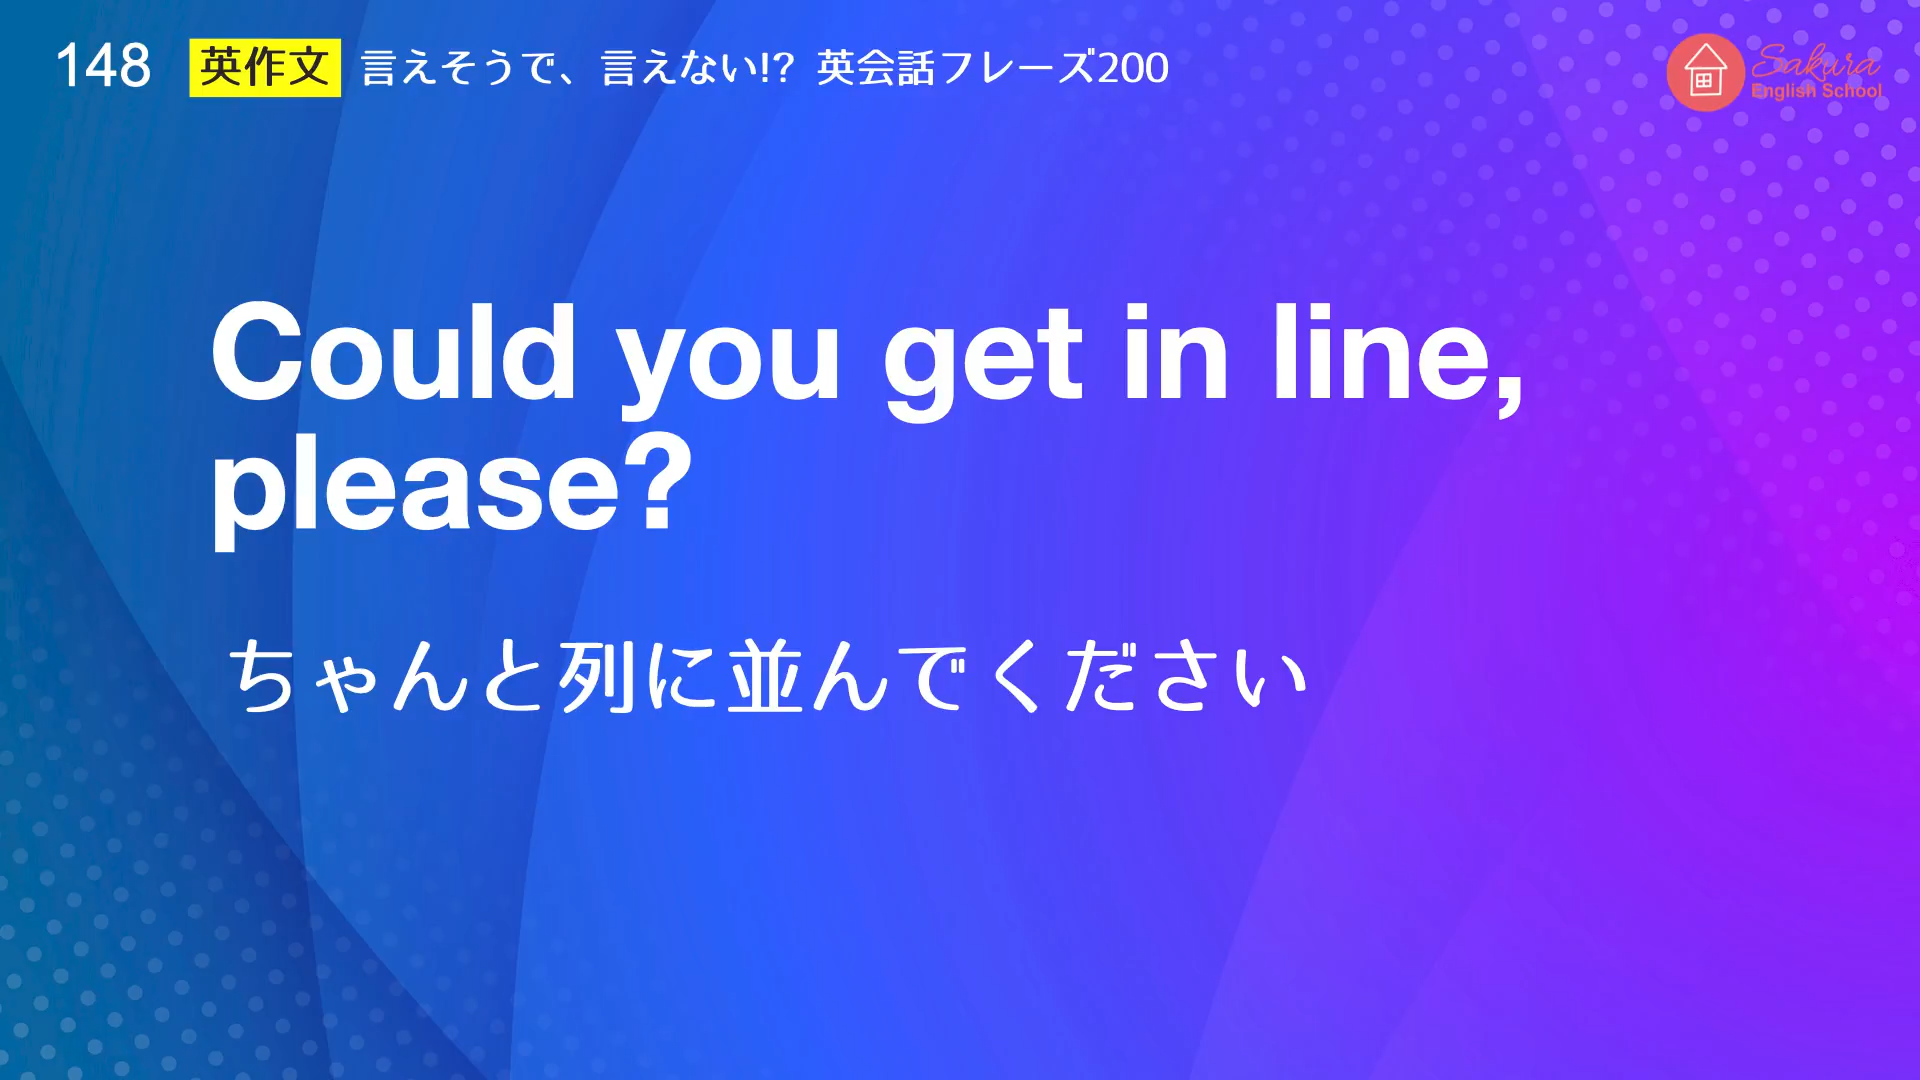 148 英作文 言えそうで、言えない!? 英会話フレーズ200
Sakura
English School
Could you get in line,
please?
ちゃんと列に並んでください